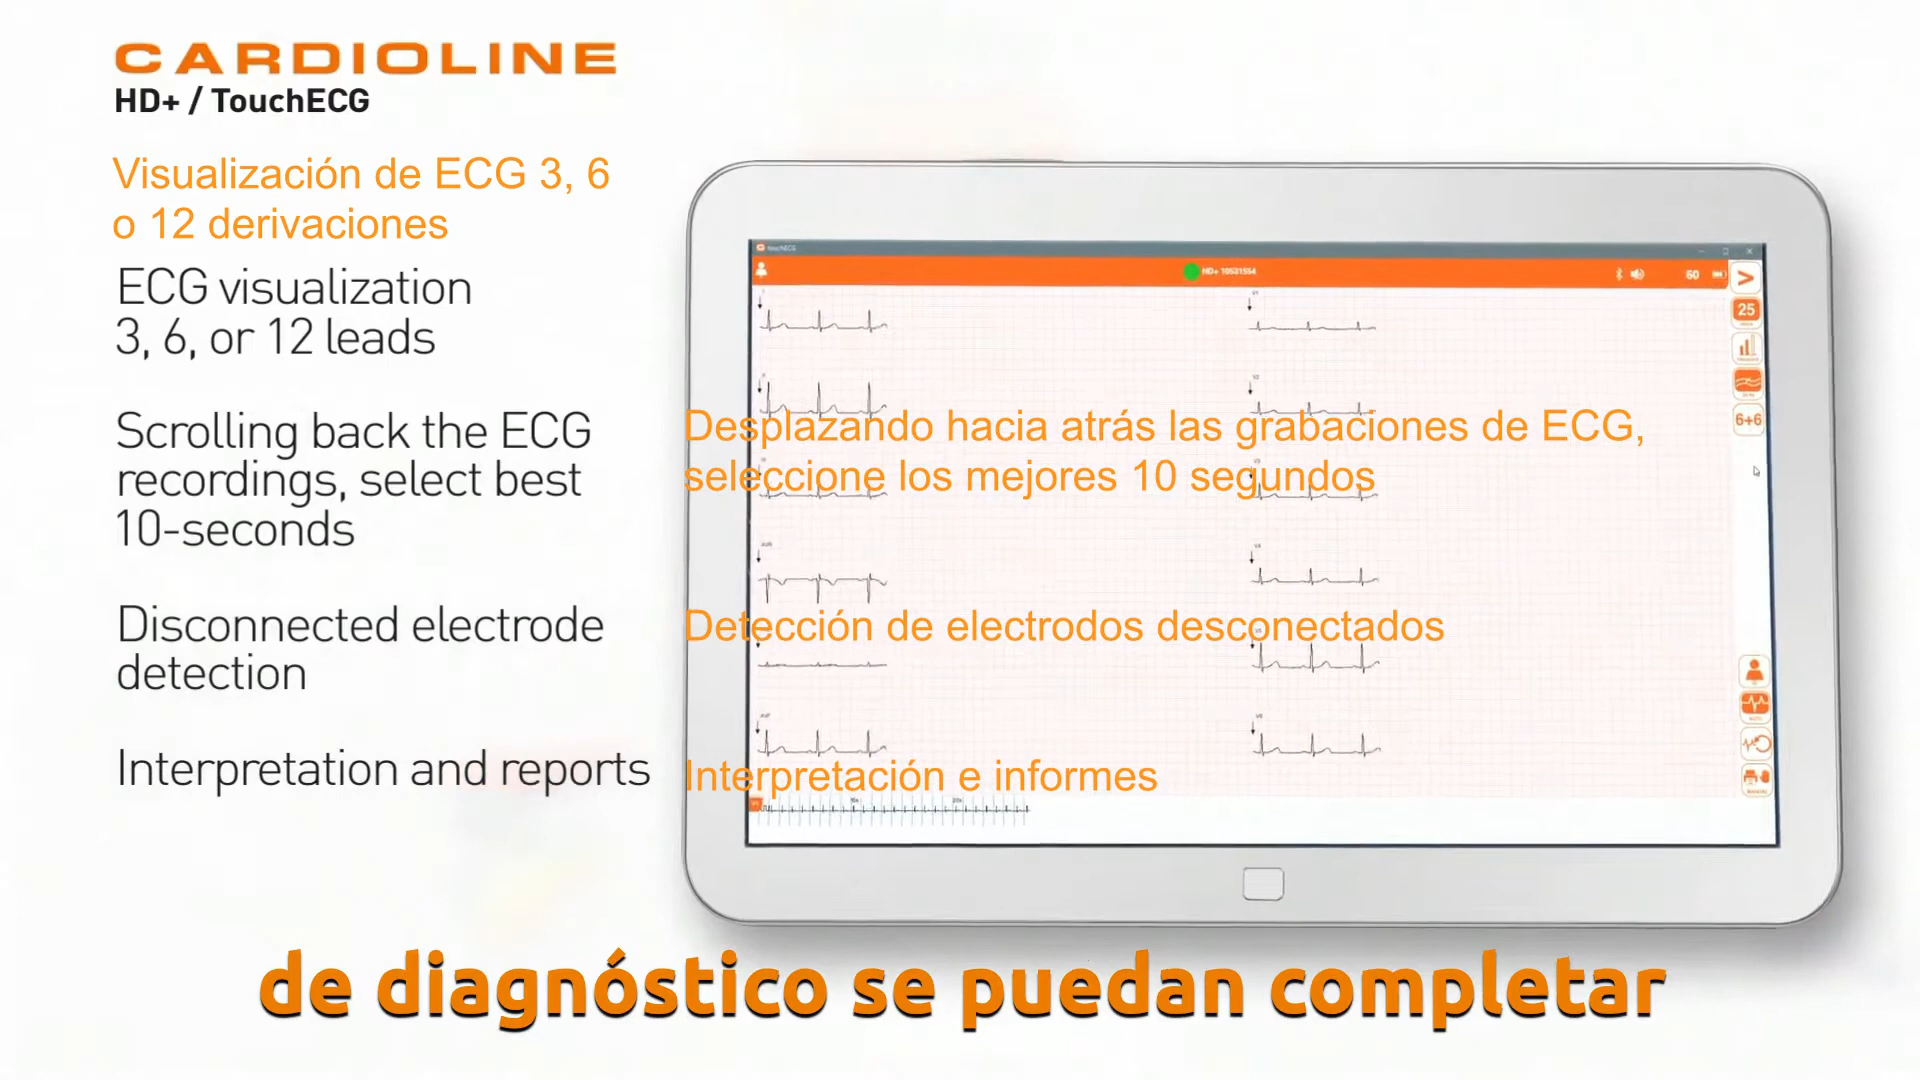 CARDIOLINE
HD+ / TouchECG
Visualización de ECG 3, 6
o 12 derivaciones
ECG visualization
3, 6, or 12 leads
Scrolling back the ECG
recordings, select best
10-seconds
Desplazando hacia atrás las grabaciones de ECG,
seleccione los mejores 10 segundos
Disconnected electrode
detection
Detección de electrodos desconectados
Interpretation and reports
Interpretación e informes
touchECG
HD+ 10531554
60
25
6+6
de diagnóstico se puedan completar